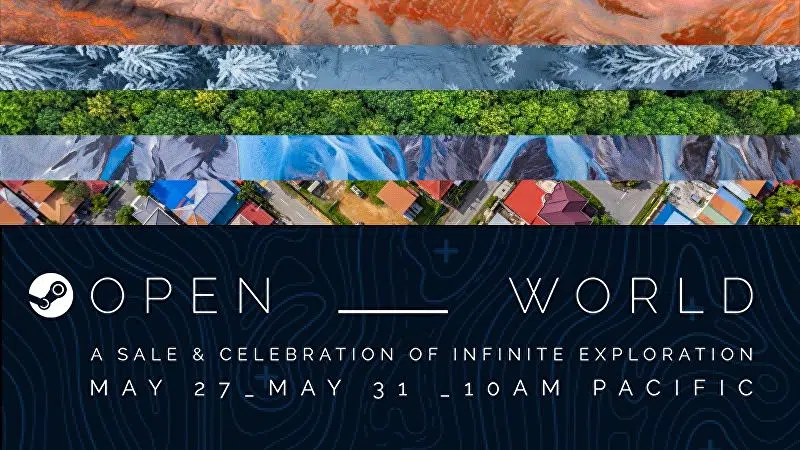 OPEN ___ WORLD
A SALE & CELEBRATION OF INFINITE EXPLORATION
MAY 27_MAY 31 _10AM PACIFIC